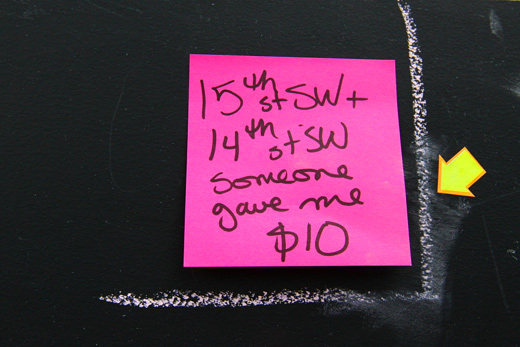 15th st SW +
14th st SW
someone
gave me
$10